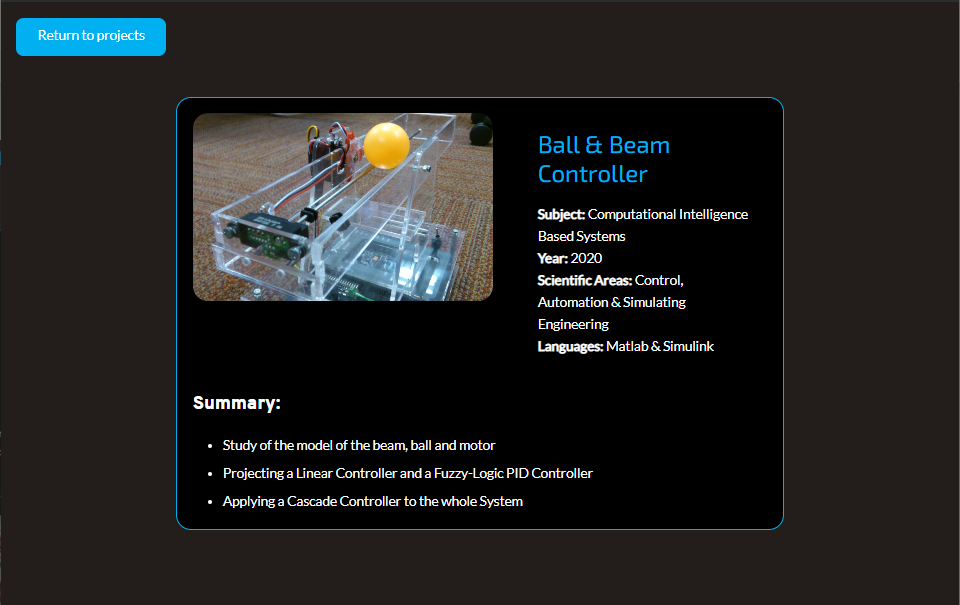 Return to projects
Ball & Beam
Controller
Subject: Computational Intelligence
Based Systems
Year: 2020
Scientific Areas: Control,
Automation & Simulating
Engineering
Languages: Matlab & Simulink
Summary:
• Study of the model of the beam, ball and motor
• Projecting a Linear Controller and a Fuzzy-Logic PID Controller
• Applying a Cascade Controller to the whole System